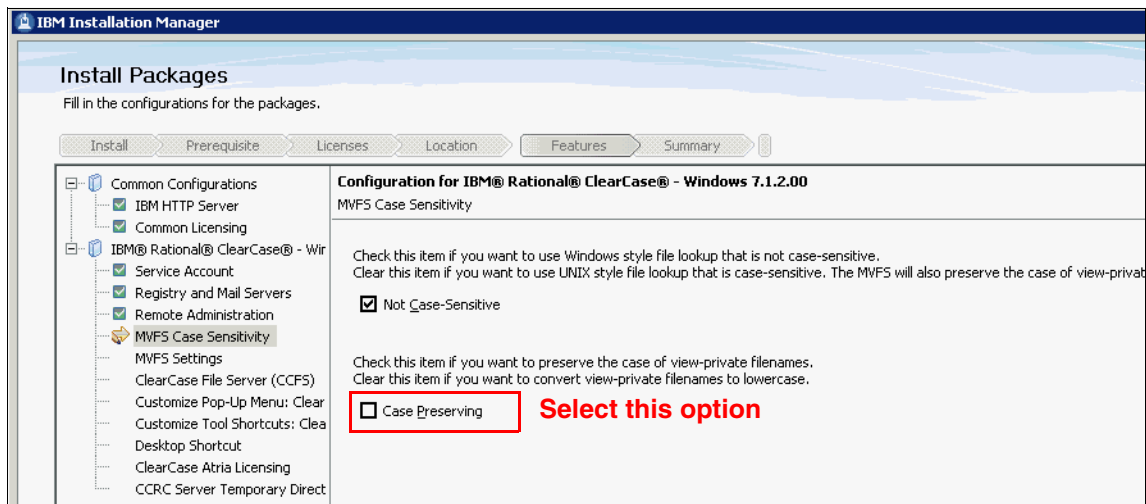 IBM Installation Manager
Install Packages
Fill in the configurations for the packages.
Install
Prerequisite
Licenses
Location
Features
Summary
Common Configurations
IBM HTTP Server
Common Licensing
IBM® Rational® ClearCase® - Wir
Service Account
Registry and Mail Servers
Remote Administration
MVFS Case Sensitivity
MVFS Settings
ClearCase File Server (CCFS)
Customize Pop-Up Menu: Clear
Customize Tool Shortcuts: Clea
Desktop Shortcut
ClearCase Atria Licensing
CCRC Server Temporary Direct
Configuration for IBM® Rational® ClearCase® - Windows 7.1.2.00
MVFS Case Sensitivity
Check this item if you want to use Windows style file lookup that is not case-sensitive.
Clear this item if you want to use UNIX style file lookup that is case-sensitive. The MVFS will also preserve the case of view-privat
Not Case-Sensitive
Check this item if you want to preserve the case of view-private filenames.
Clear this item if you want to convert view-private filenames to lowercase.
Case Preserving
Select this option